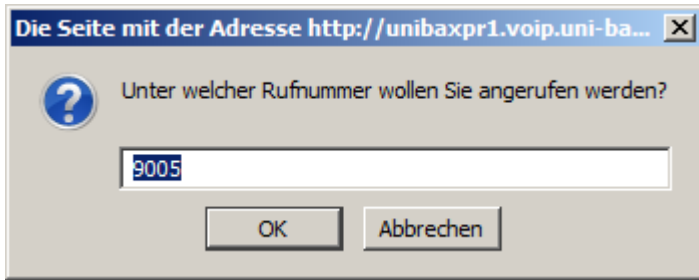 Die Seite mit der Adresse http://unibaxpr1.voip.uni-ba...
Unter welcher Rufnummer wollen Sie angerufen werden?
9005
OK Abbrechen